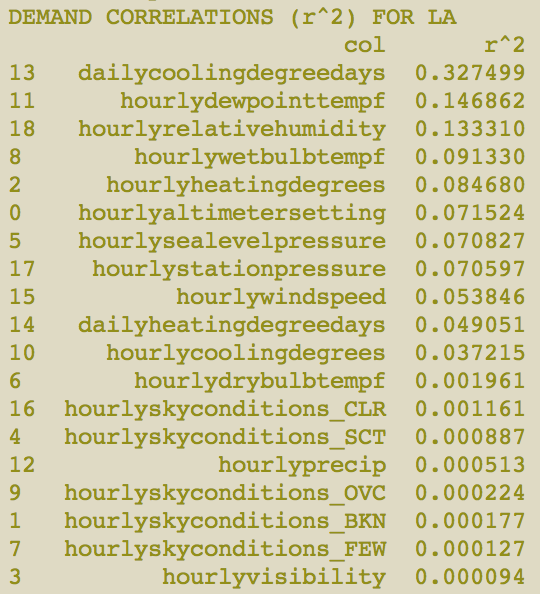 DEMAND CORRELATIONS (r^2) FOR LA
col r^2
13 dailycoolingdegreedays 0.327499
11 hourlydewpointtempf 0.146862
18 hourlyrelativehumidity 0.133310
8 hourlywetbulbtempf 0.091330
2 hourlyheatingdegrees 0.084680
0 hourlyaltimetersetting 0.071524
5 hourlysealevelpressure 0.070827
17 hourlystationpressure 0.070597
15 hourlywindspeed 0.053846
14 dailyheatingdegreedays 0.049051
10 hourlycoolingdegrees 0.037215
6 hourlydrybulbtempf 0.001961
16 hourlyskyconditions_CLR 0.001161
4 hourlyskyconditions_SCT 0.000887
12 hourlyprecip 0.000513
9 hourlyskyconditions_OVC 0.000224
1 hourlyskyconditions_BKN 0.000177
7 hourlyskyconditions_FEW 0.000127
3 hourlyvisibility 0.000094